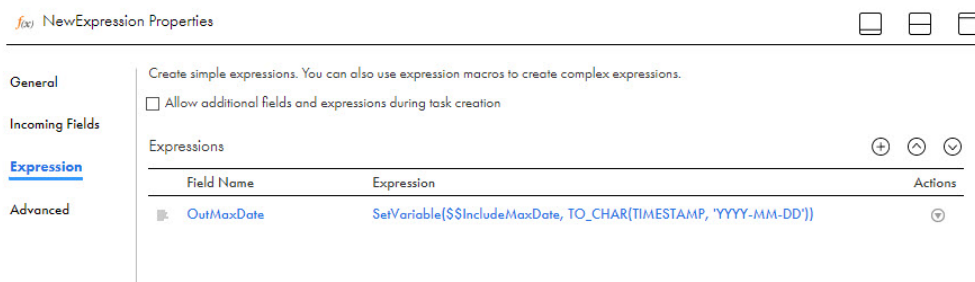 f(x) NewExpression Properties
General
Incoming Fields
Expression
Advanced
Create simple expressions. You can also use expression macros to create complex expressions.
Allow additional fields and expressions during task creation
Expressions
Field Name Expression Actions
OutMaxDate SetVariable($$IncludeMaxDate, TO_CHAR(TIMESTAMP, 'YYYY-MM-DD'))